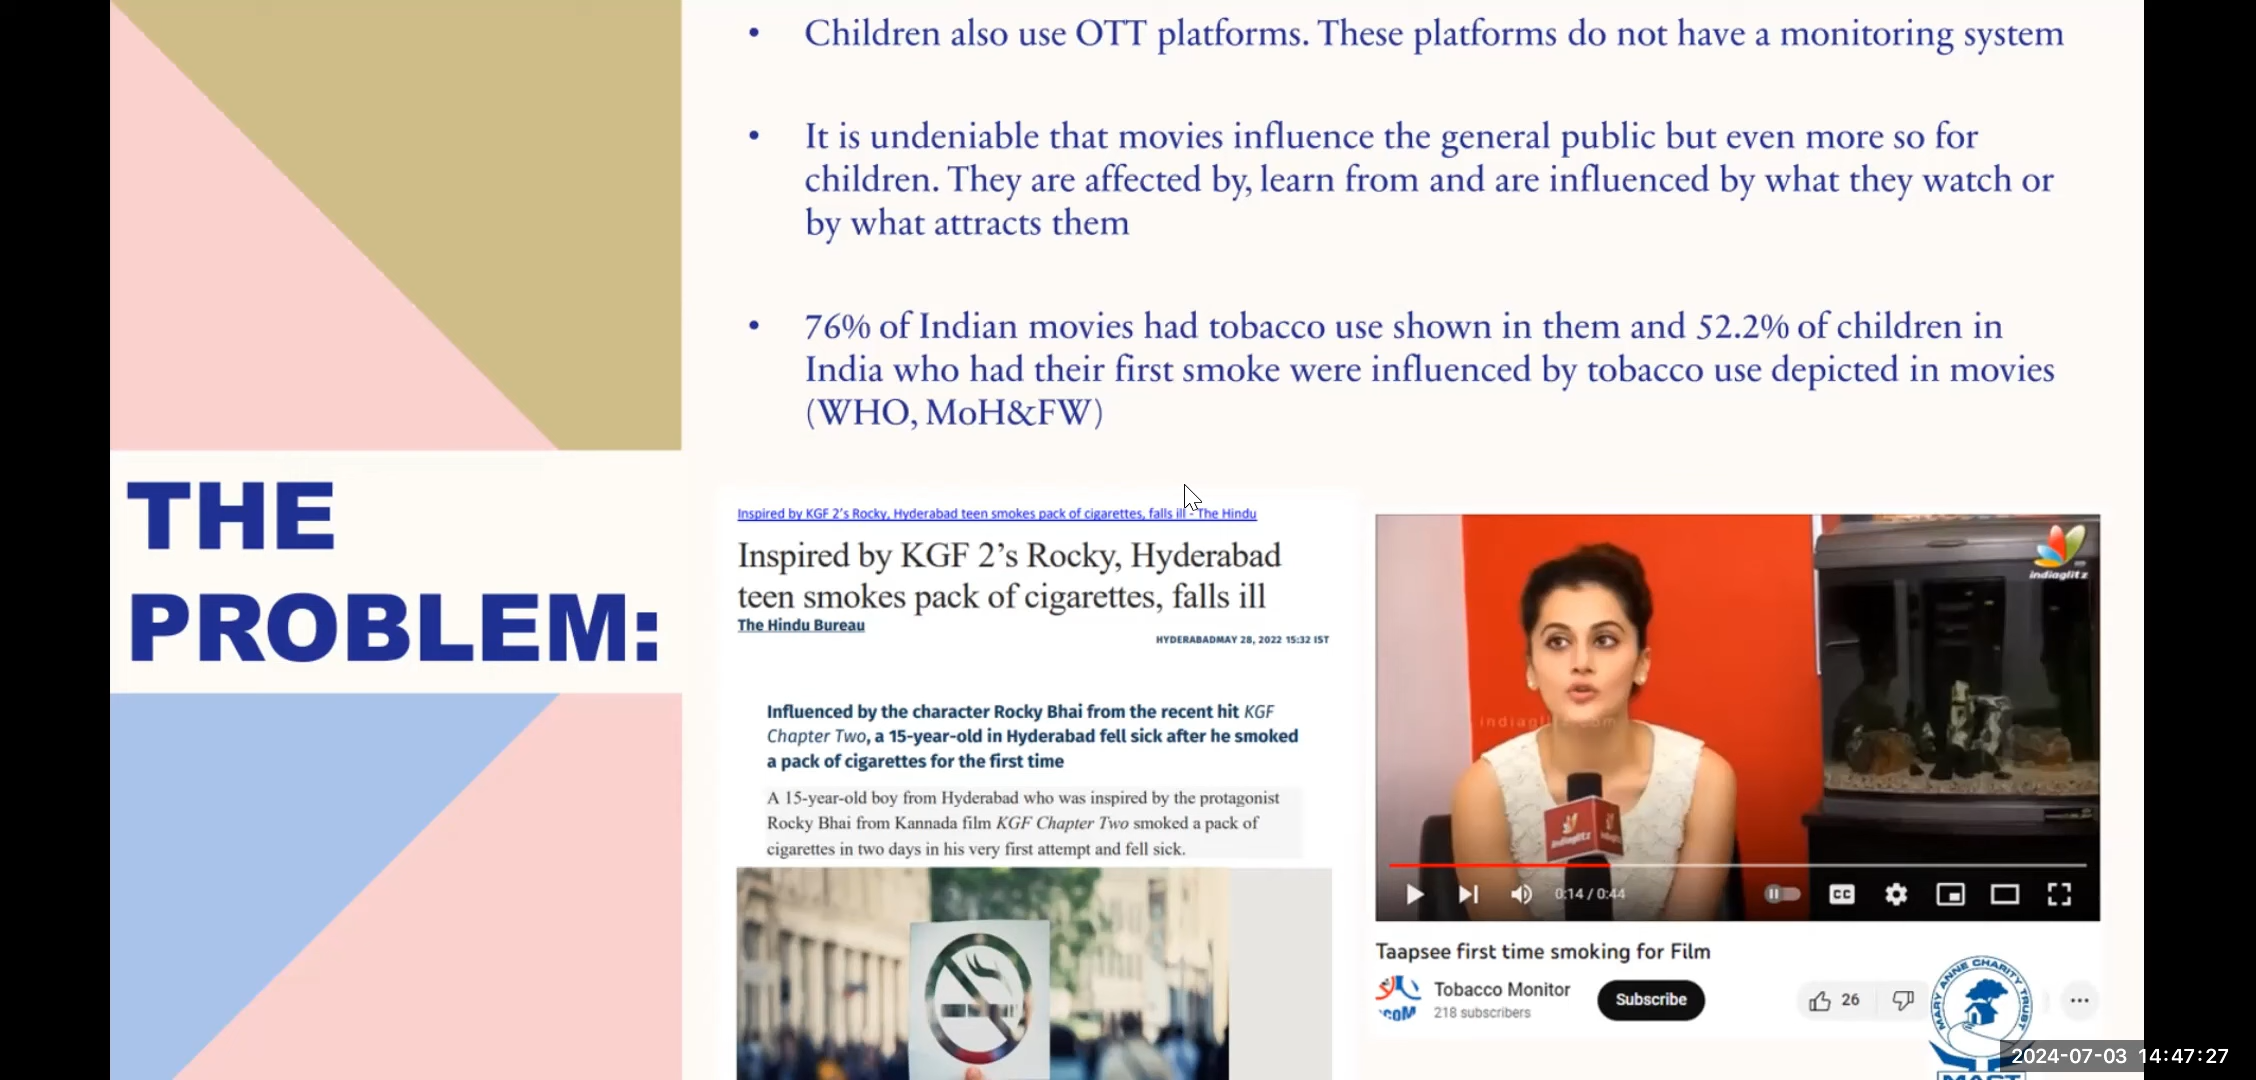 • Children also use OTT platforms. These platforms do not have a monitoring system
• It is undeniable that movies influence the general public but even more so for
children. They are affected by, learn from and are influenced by what they watch or
by what attracts them
• 76% of Indian movies had tobacco use shown in them and 52.2% of children in
India who had their first smoke were influenced by tobacco use depicted in movies
(WHO, MoH&FW)
THE
PROBLEM:
Inspired by KGF 2's Rocky, Hyderabad teen smokes pack of cigarettes, falls ill - The Hindu
Inspired by KGF 2’s Rocky, Hyderabad
teen smokes pack of cigarettes, falls ill
The Hindu Bureau
HYDERABADMAY 28, 2022 15:32 IST
Influenced by the character Rocky Bhai from the recent hit KGF
Chapter Two, a 15-year-old in Hyderabad fell sick after he smoked
a pack of cigarettes for the first time
A 15-year-old boy from Hyderabad who was inspired by the protagonist
Rocky Bhai from Kannada film KGF Chapter Two smoked a pack of
cigarettes in two days in his very first attempt and fell sick.
indiaglitz
indiaglitz.com
indiaglitz
0:14 / 0:44
CC
Taapsee first time smoking for Film
Tobacco Monitor
218 subscribers
Subscribe
26
MARY ANNE CHARITY TRUST
MACT
2024-07-03 14:47:27